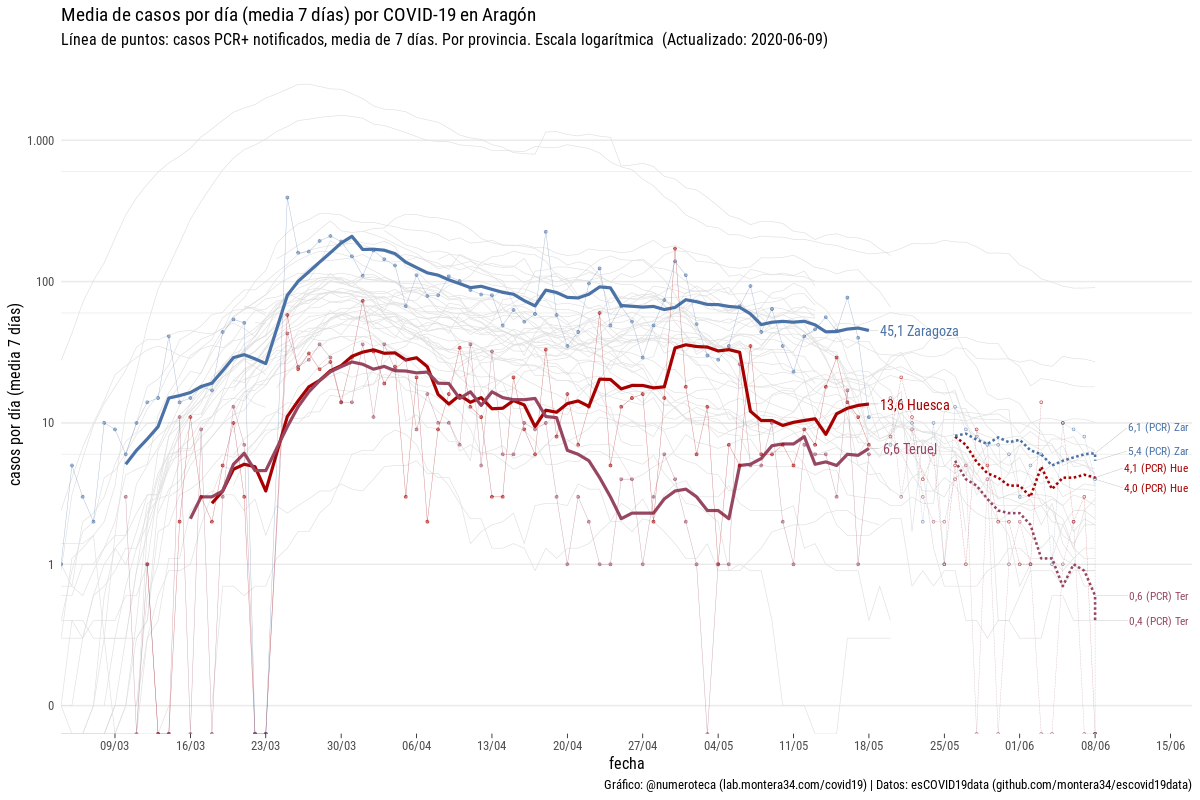 Media de casos por día (media 7 días) por COVID-19 en Aragón
Línea de puntos: casos PCR+ notificados, media de 7 días. Por provincia. Escala logarítmica  (Actualizado: 2020-06-09)
casos por día (media 7 días)
1.000
100
10
1
0
45,1 Zaragoza
13,6 Huesca
6,6 Teruel
6,1 (PCR) Zar
5,4 (PCR) Zar
4,1 (PCR) Hue
4,0 (PCR) Hue
0,6 (PCR) Ter
0,4 (PCR) Ter
09/03 16/03 23/03 30/03 06/04 13/04 20/04 27/04 04/05 11/05 18/05 25/05 01/06 08/06 15/06
fecha
Gráfico: @numeroteca (lab.montera34.com/covid19) | Datos: esCOVID19data (github.com/montera34/escovid19data)